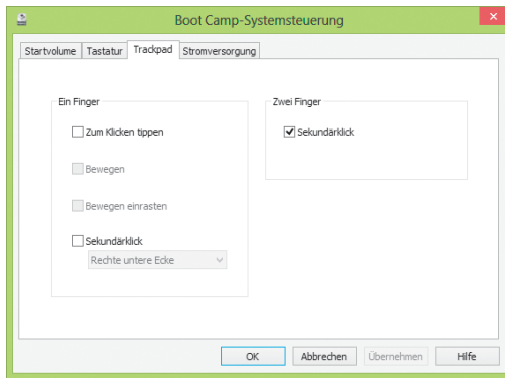 Boot Camp-Systemsteuerung
Startvolume Tastatur Trackpad Stromversorgung
Ein Finger
Zum Klicken tippen
Bewegen
Bewegen einrasten
Sekundärklick
Rechte untere Ecke
Zwei Finger
Sekundärklick
OK Abbrechen Übernehmen Hilfe